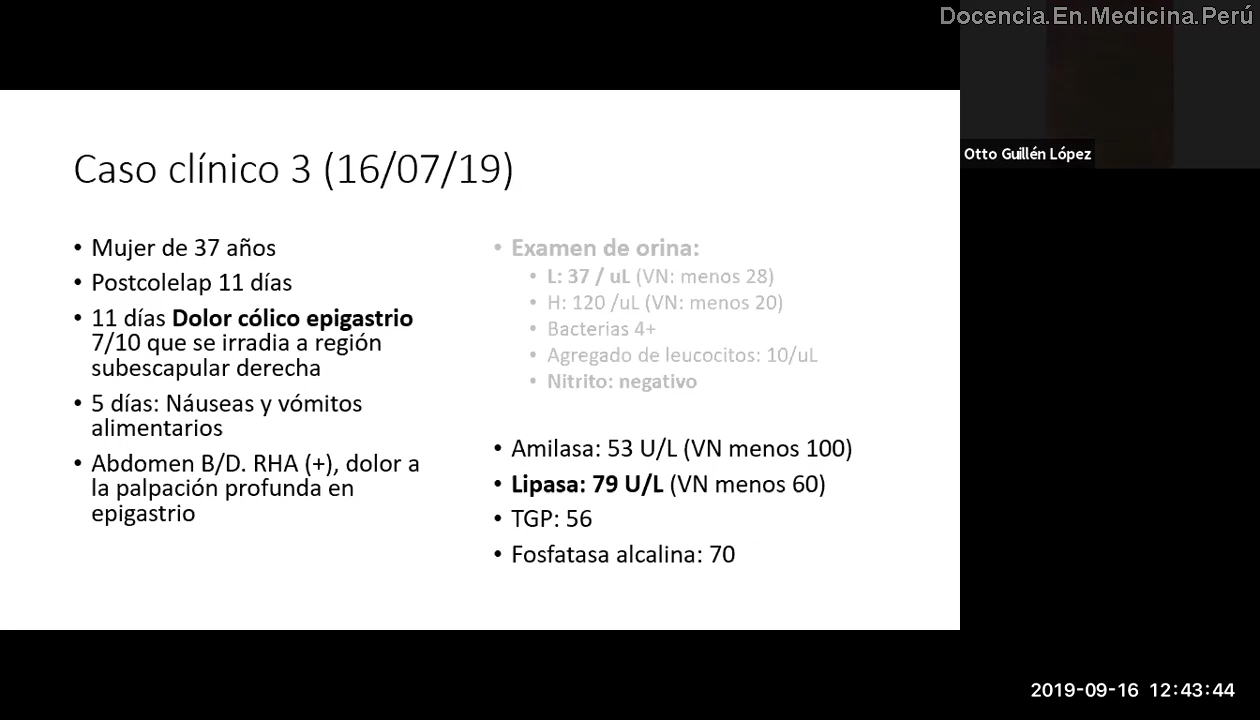 Docencia.En.Medicina.Perú
Otto Guillén López
Caso clínico 3 (16/07/19)
• Mujer de 37 años
• Postcolelap 11 días
• 11 días Dolor cólico epigastrio
7/10 que se irradia a región
subescapular derecha
• 5 días: Náuseas y vómitos
alimentarios
• Abdomen B/D. RHA (+), dolor a
la palpación profunda en
epigastrio
• Examen de orina:
• L: 37 / uL (VN: menos 28)
• H: 120 /uL (VN: menos 20)
• Bacterias 4+
• Agregado de leucocitos: 10/uL
• Nitrito: negativo
• Amilasa: 53 U/L (VN menos 100)
• Lipasa: 79 U/L (VN menos 60)
• TGP: 56
• Fosfatasa alcalina: 70
2019-09-16 12:43:44